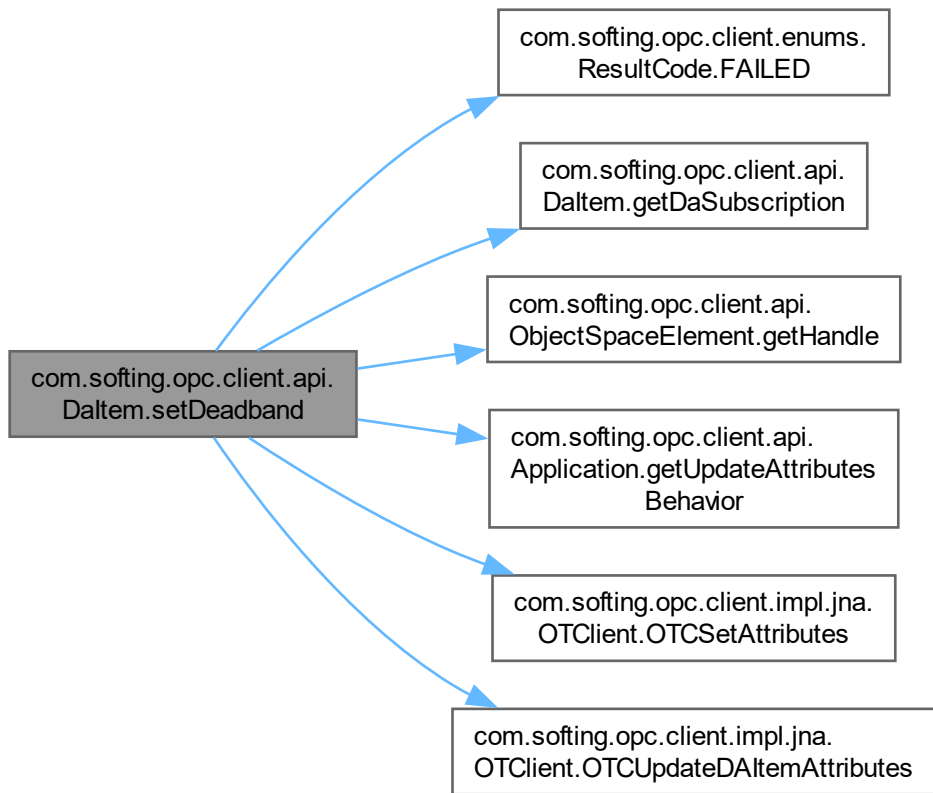 com.softing.opc.client.enums.
ResultCode.FAILED
com.softing.opc.client.api.
DaItem.getDaSubscription
com.softing.opc.client.api.
ObjectSpaceElement.getHandle
com.softing.opc.client.api.
DaItem.setDeadband
com.softing.opc.client.api.
Application.getUpdateAttributes
Behavior
com.softing.opc.client.impl.jna.
OTClient.OTCSetAttributes
com.softing.opc.client.impl.jna.
OTClient.OTCUpdateDAItemAttributes